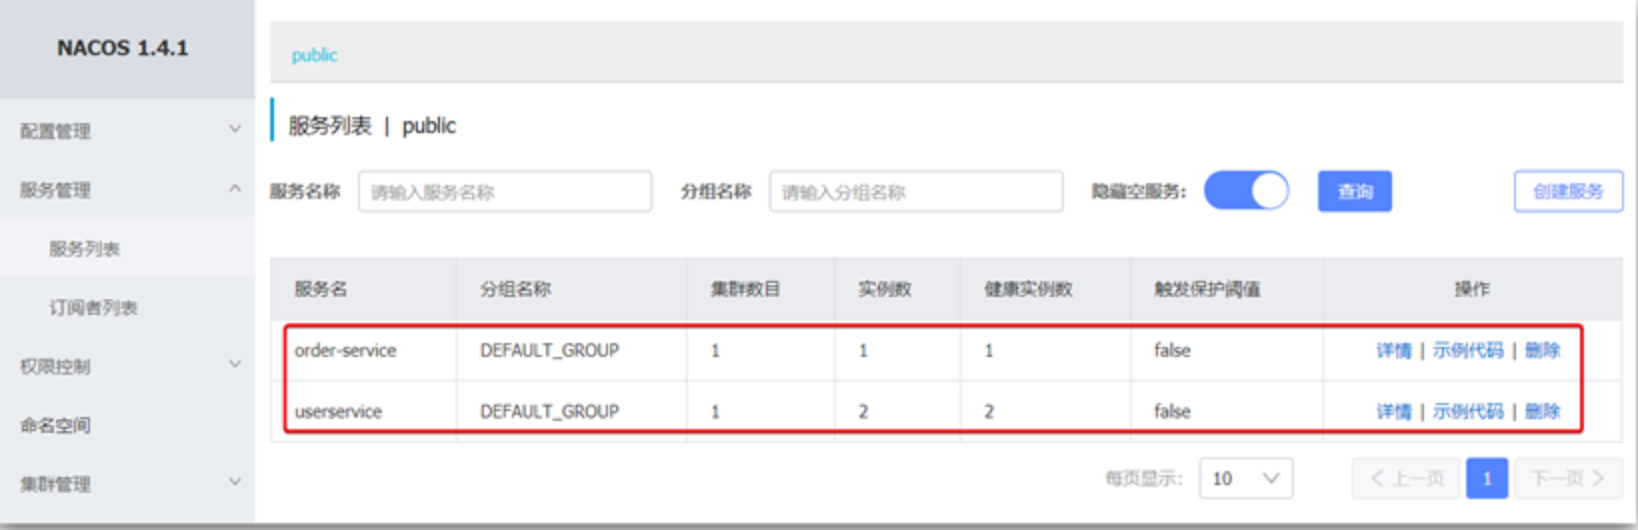 NACOS 1.4.1
配置管理
服务管理
服务列表
订阅者列表
权限控制
命名空间
集群管理
public
服务列表 | public
服务名称 请输入服务名称 分组名称 请输入分组名称 隐藏空服务: 查询 创建服务
服务名 分组名称 集群数目 实例数 健康实例数 触发保护阈值 操作
order-service DEFAULT_GROUP 1 1 1 false 详情 | 示例代码 | 删除
userservice DEFAULT_GROUP 1 2 2 false 详情 | 示例代码 | 删除
每页显示: 10 < 上一页 1 下一页 >